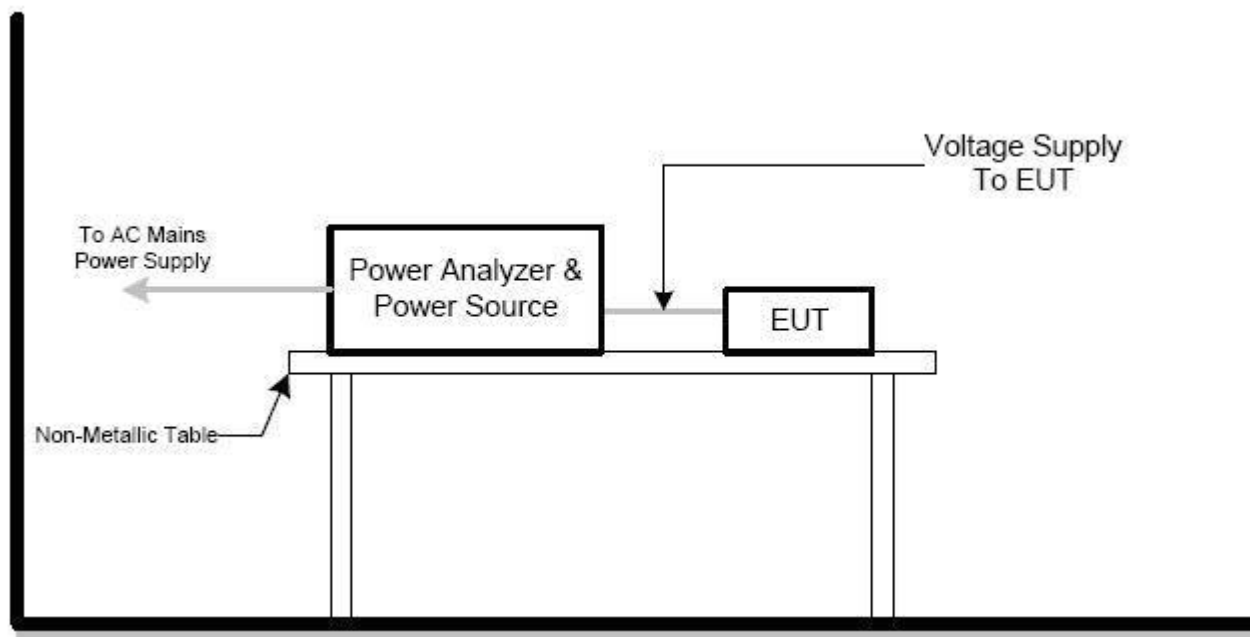 Voltage Supply
To EUT
To AC Mains
Power Supply
Power Analyzer &
Power Source
EUT
Non-Metallic Table